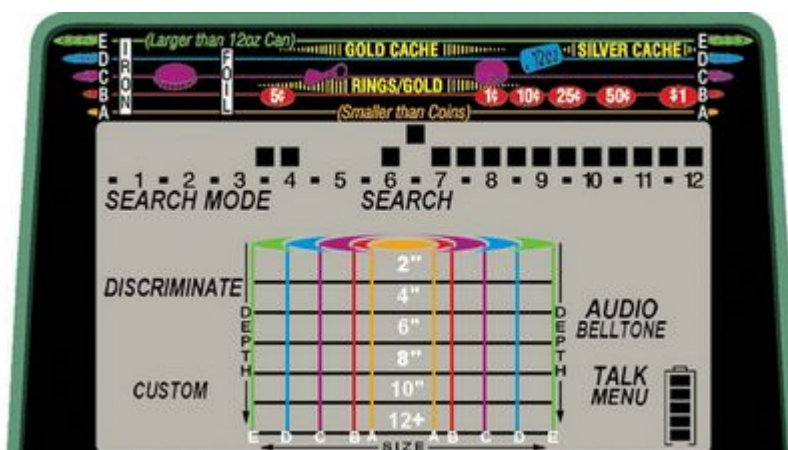 E (Larger than 12oz Can) GOLD CACHE 12oz SILVER CACHE E
D D
C C
B RINGS/GOLD B
5¢ 1¢ 10¢ 25¢ 50¢ $1
A (Smaller than Coins) A
IRON
FOIL
- 1 - 2 - 3 - 4 - 5 - 6 - 7 - 8 - 9 - 10 - 11 - 12
SEARCH MODE SEARCH
2"
DISCRIMINATE 4"
6" AUDIO
BELLTONE
8"
10" TALK
CUSTOM MENU
12+
DEPTH DEPTH
E D C B A A B C D E
SIZE